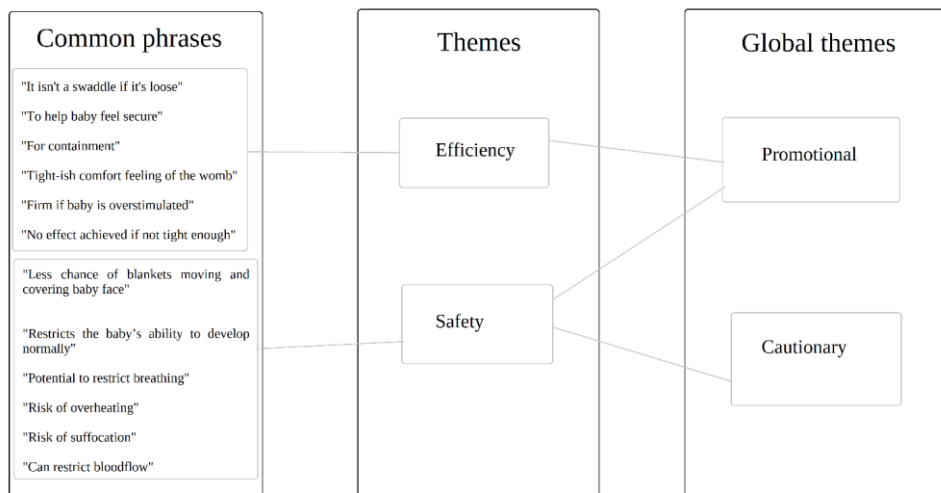 Common phrases
"It isn't a swaddle if it's loose"
"To help baby feel secure"
"For containment"
"Tight-ish comfort feeling of the womb"
"Firm if baby is overstimulated"
"No effect achieved if not tight enough"
"Less chance of blankets moving and
covering baby face"
"Restricts the baby’s ability to develop
normally"
"Potential to restrict breathing"
"Risk of overheating"
"Risk of suffocation"
"Can restrict bloodflow"
Themes
Efficiency
Safety
Global themes
Promotional
Cautionary